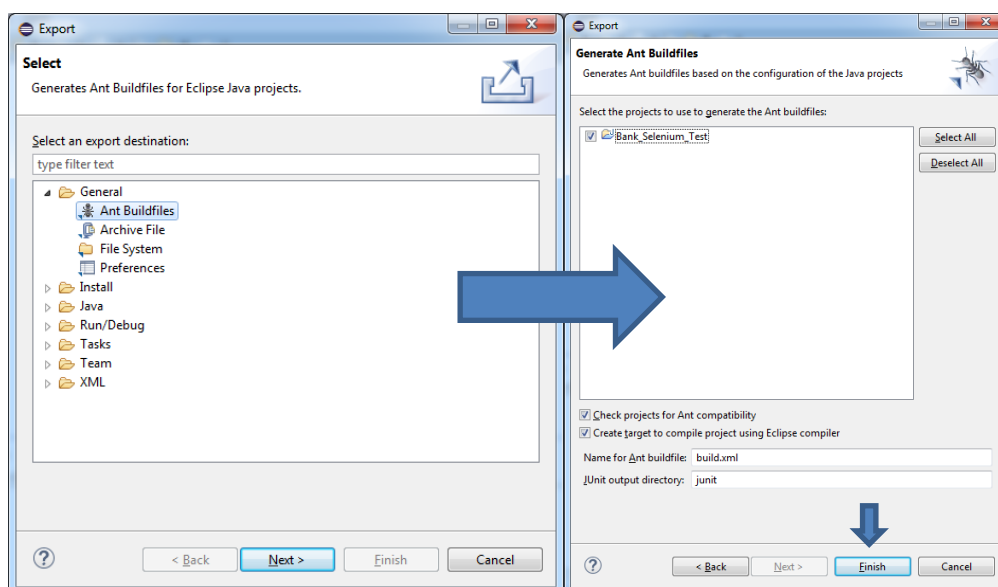 Export
Select
Generates Ant Buildfiles for Eclipse Java projects.
Select an export destination:
type filter text
General
Ant Buildfiles
Archive File
File System
Preferences
Install
Java
Run/Debug
Tasks
Team
XML
?
< Back
Next >
Finish
Cancel
Export
Generate Ant Buildfiles
Generates Ant buildfiles based on the configuration of the Java projects
Select the projects to use to generate the Ant buildfiles:
Bank_Selenium_Test
Select All
Deselect All
Check projects for Ant compatibility
Create target to compile project using Eclipse compiler
Name for Ant buildfile: build.xml
JUnit output directory: junit
?
< Back
Next >
Finish
Cancel